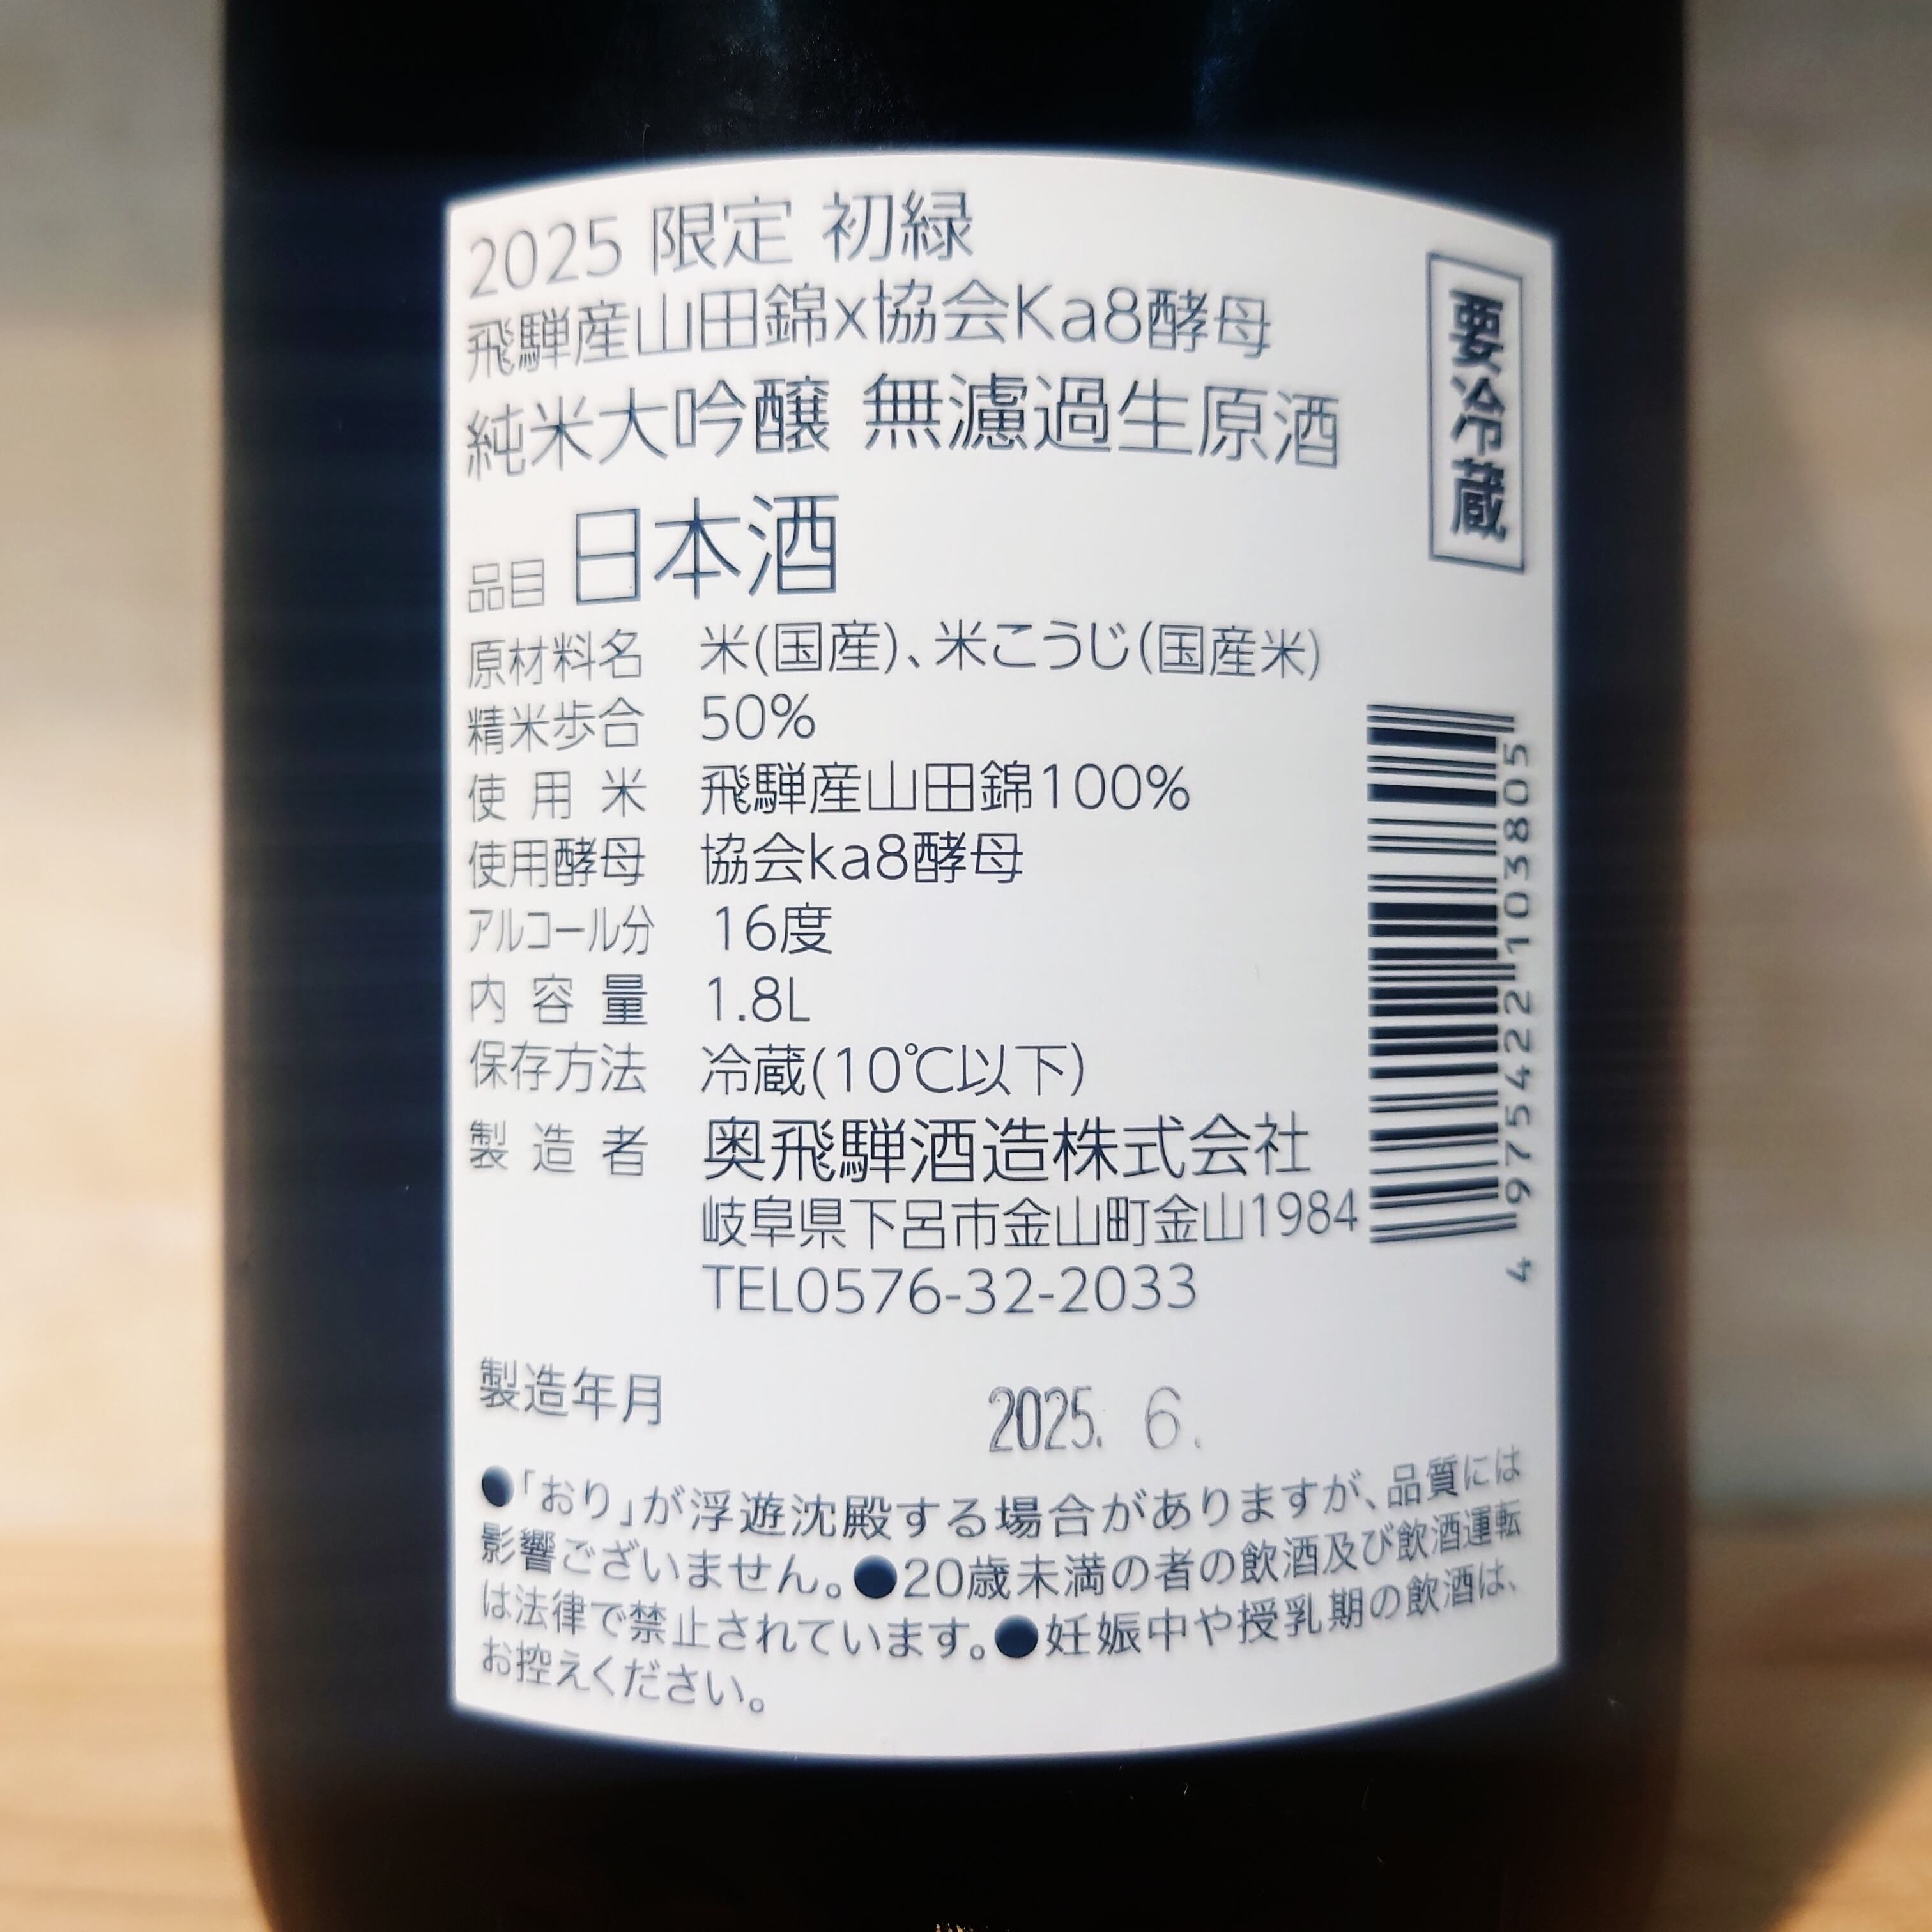 2025 限定 初緑
飛騨産山田錦x協会Ka8酵母
純米大吟醸 無濾過生原酒
要冷蔵
品目 日本酒
原材料名 米(国産)、米こうじ(国産米)
精米歩合 50%
使用米 飛騨産山田錦100%
使用酵母 協会ka8酵母
アルコール分 16度
内容量 1.8L
保存方法 冷蔵(10℃以下)
製造者 奥飛騨酒造株式会社
岐阜県下呂市金山町金山1984
TEL0576-32-2033
4 975422 103805
製造年月 2025. 6.
●「おり」が浮遊沈殿する場合がありますが、品質には
影響ございません。●20歳未満の者の飲酒及び飲酒運転
は法律で禁止されています。●妊娠中や授乳期の飲酒は、
お控えください。